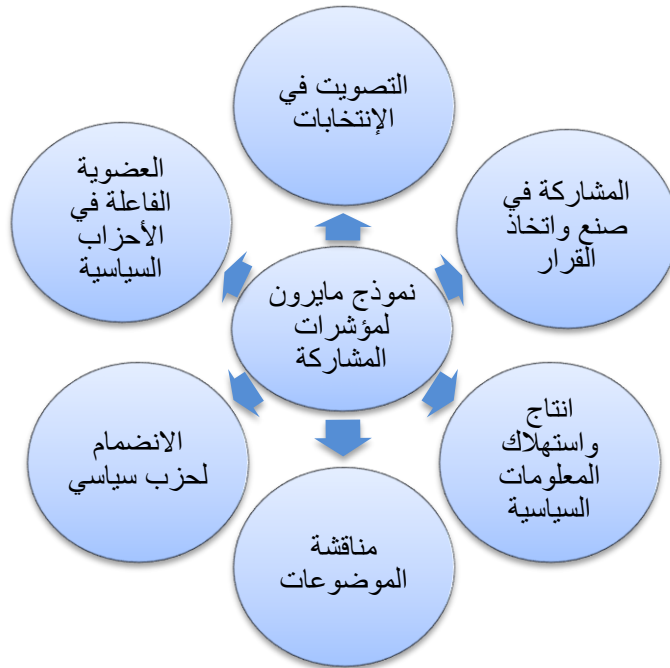 التصويت في
الإنتخابات
المشاركة في
صنع واتخاذ
القرار
انتاج
واستهلاك
المعلومات
السياسية
مناقشة
الموضوعات
الانضمام
لحزب سياسي
العضوية
الفاعلة في
الأحزاب
السياسية
نموذج مايرون
لمؤشرات
المشاركة